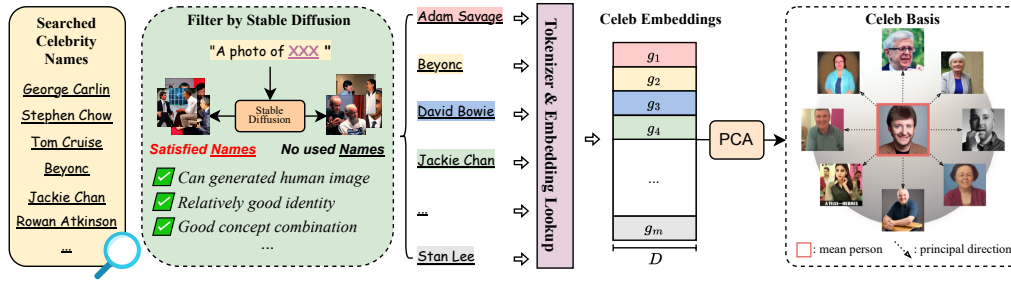 Searched
Celebrity
Names
George Carlin
Stephen Chow
Tom Cruise
Beyonc
Jackie Chan
Rowan Atkinson
...
Filter by Stable Diffusion
"A photo of XXX "
Stable
Diffusion
Satisfied Names
No used Names
Can generated human image
Relatively good identity
Good concept combination
...
Adam Savage
Beyonc
David Bowie
Jackie Chan
...
Stan Lee
Tokenizer & Embedding Lookup
Celeb Embeddings
g1
g2
g3
g4
...
gm
D
PCA
Celeb Basis
: mean person
: principal direction